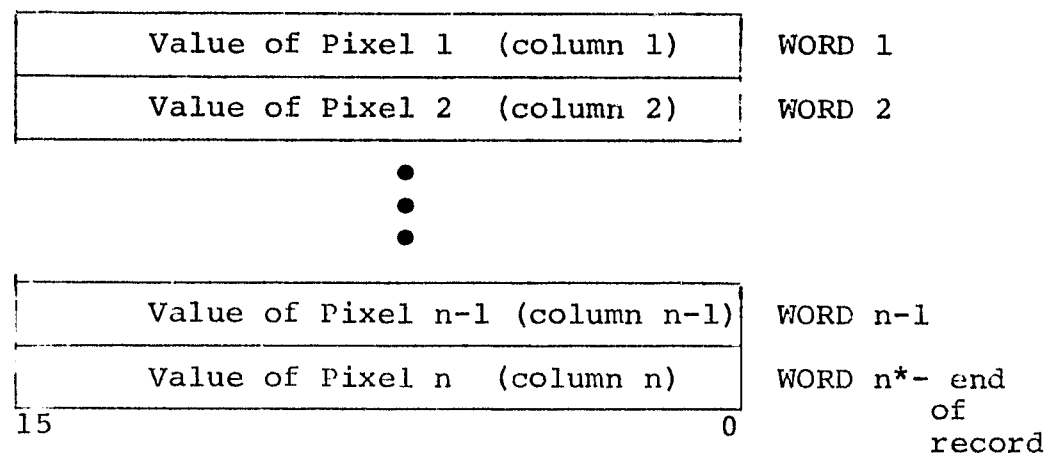 Value of Pixel 1 (column 1) WORD 1
Value of Pixel 2 (column 2) WORD 2
Value of Pixel n-1 (column n-1) WORD n-1
Value of Pixel n (column n) WORD n*- end
of
15 0 record